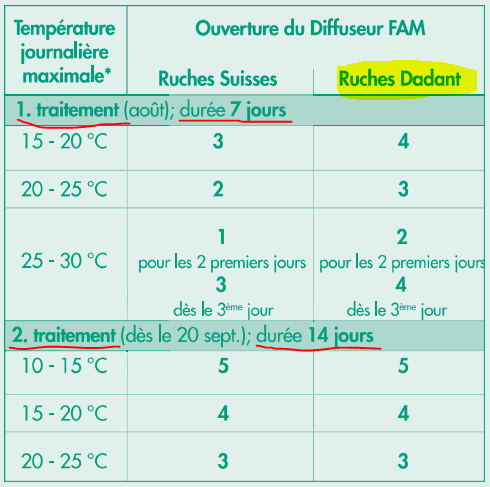 Température journalière maximale*
Ouverture du Diffuseur FAM
Ruches Suisses
Ruches Dadant
1. traitement (août); durée 7 jours
15 - 20 °C 3 4
20 - 25 °C 2 3
25 - 30 °C
1
pour les 2 premiers jours
3
dès le 3ème jour
2
pour les 2 premiers jours
4
dès le 3ème jour
2. traitement (dès le 20 sept.); durée 14 jours
10 - 15 °C 5 5
15 - 20 °C 4 4
20 - 25 °C 3 3